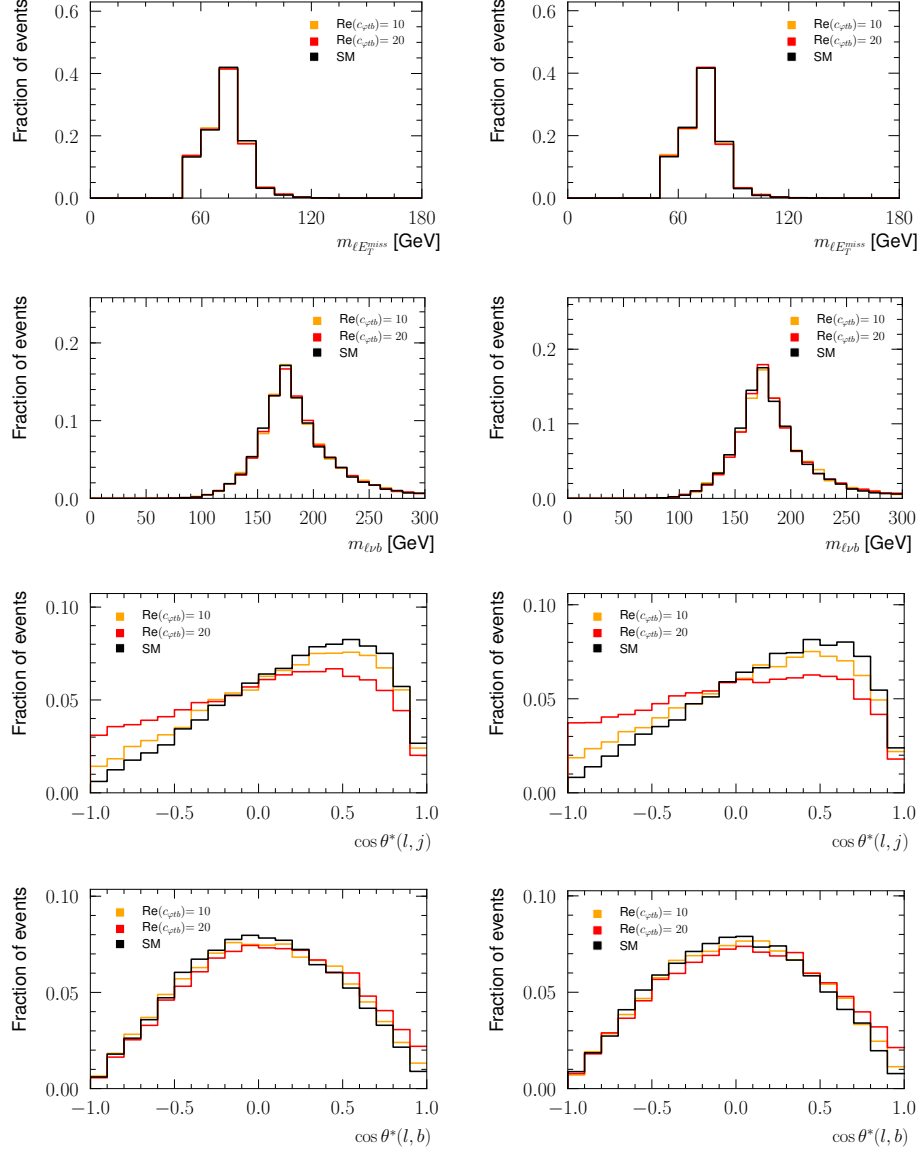 Fraction of events
0.6
0.4
0.2
0.0
Re(c_φtb) = 10
Re(c_φtb) = 20
SM
0 60 120 180
m_ℓE_T^miss [GeV]
Fraction of events
0.6
0.4
0.2
0.0
Re(c_φtb) = 10
Re(c_φtb) = 20
SM
0 60 120 180
m_ℓE_T^miss [GeV]
Fraction of events
0.2
0.1
0.0
Re(c_φtb) = 10
Re(c_φtb) = 20
SM
0 50 100 150 200 250 300
m_ℓνb [GeV]
Fraction of events
0.2
0.1
0.0
Re(c_φtb) = 10
Re(c_φtb) = 20
SM
0 50 100 150 200 250 300
m_ℓνb [GeV]
Fraction of events
0.10
0.05
0.00
Re(c_φtb) = 10
Re(c_φtb) = 20
SM
−1.0 −0.5 0.0 0.5 1.0
cos θ*(l, j)
Fraction of events
0.10
0.05
0.00
Re(c_φtb) = 10
Re(c_φtb) = 20
SM
−1.0 −0.5 0.0 0.5 1.0
cos θ*(l, j)
Fraction of events
0.10
0.05
0.00
Re(c_φtb) = 10
Re(c_φtb) = 20
SM
−1.0 −0.5 0.0 0.5 1.0
cos θ*(l, b)
Fraction of events
0.10
0.05
0.00
Re(c_φtb) = 10
Re(c_φtb) = 20
SM
−1.0 −0.5 0.0 0.5 1.0
cos θ*(l, b)